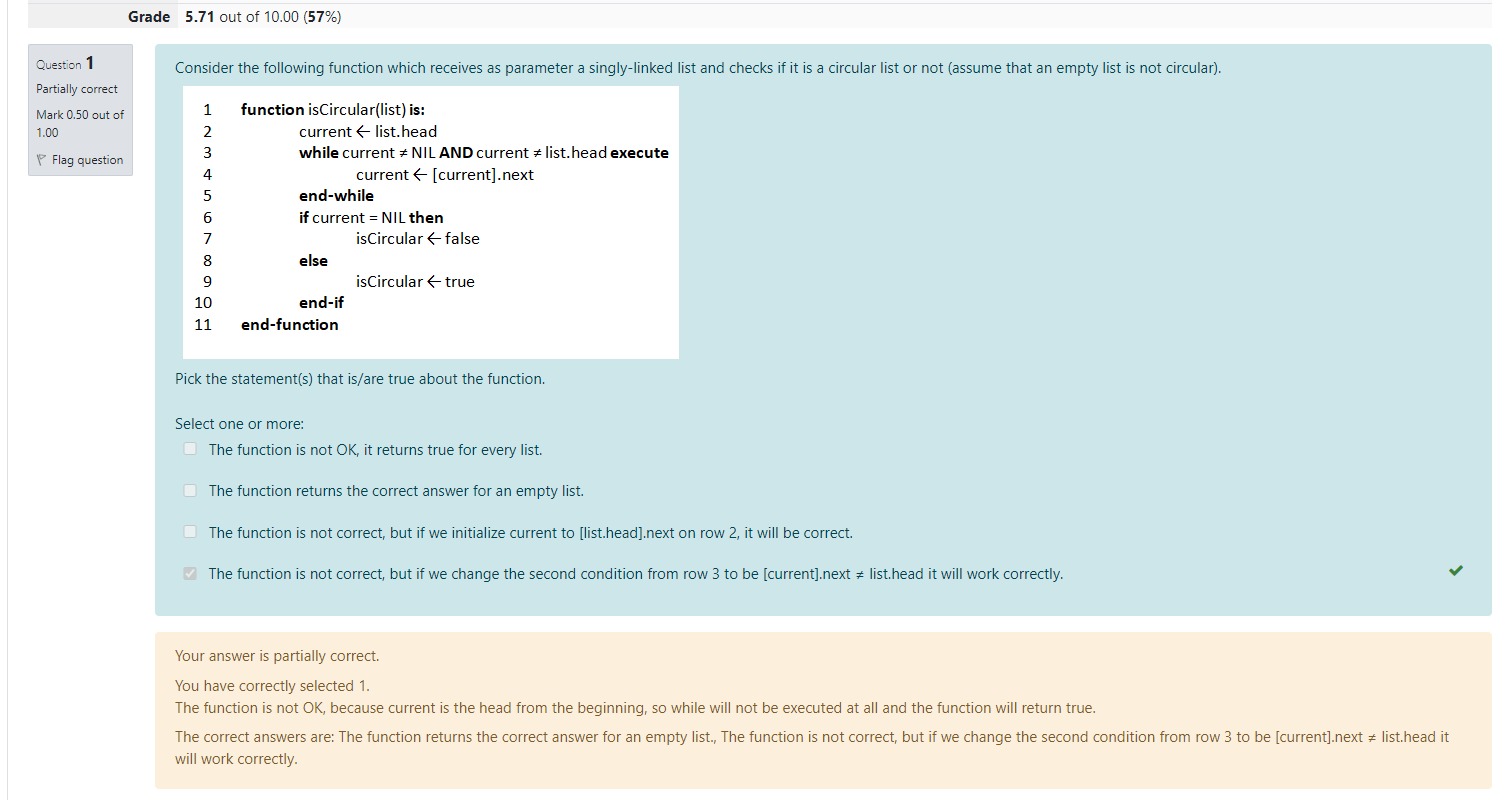 Grade 5.71 out of 10.00 (57%)
Question 1
Partially correct
Mark 0.50 out of
1.00
Flag question
Consider the following function which receives as parameter a singly-linked list and checks if it is a circular list or not (assume that an empty list is not circular).
1 function isCircular(list) is:
2 current ← list.head
3 while current ≠ NIL AND current ≠ list.head execute
4 current ← [current].next
5 end-while
6 if current = NIL then
7 isCircular ← false
8 else
9 isCircular ← true
10 end-if
11 end-function
Pick the statement(s) that is/are true about the function.
Select one or more:
The function is not OK, it returns true for every list.
The function returns the correct answer for an empty list.
The function is not correct, but if we initialize current to [list.head].next on row 2, it will be correct.
The function is not correct, but if we change the second condition from row 3 to be [current].next ≠ list.head it will work correctly.
Your answer is partially correct.
You have correctly selected 1.
The function is not OK, because current is the head from the beginning, so while will not be executed at all and the function will return true.
The correct answers are: The function returns the correct answer for an empty list., The function is not correct, but if we change the second condition from row 3 to be [current].next ≠ list.head it
will work correctly.